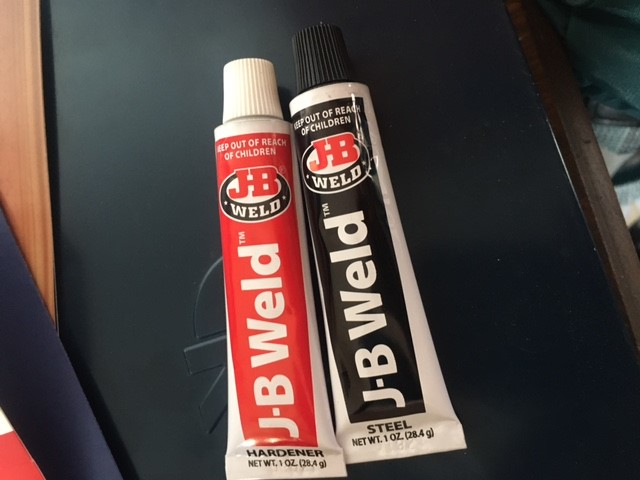 KEEP OUT OF REACH
OF CHILDREN
J-B
WELD
J-B Weld™
HARDENER
NET WT. 1 OZ. (28.4 g)
KEEP OUT OF REACH
OF CHILDREN
J-B
WELD
J-B Weld™
STEEL
NET WT. 1 OZ. (28.4 g)